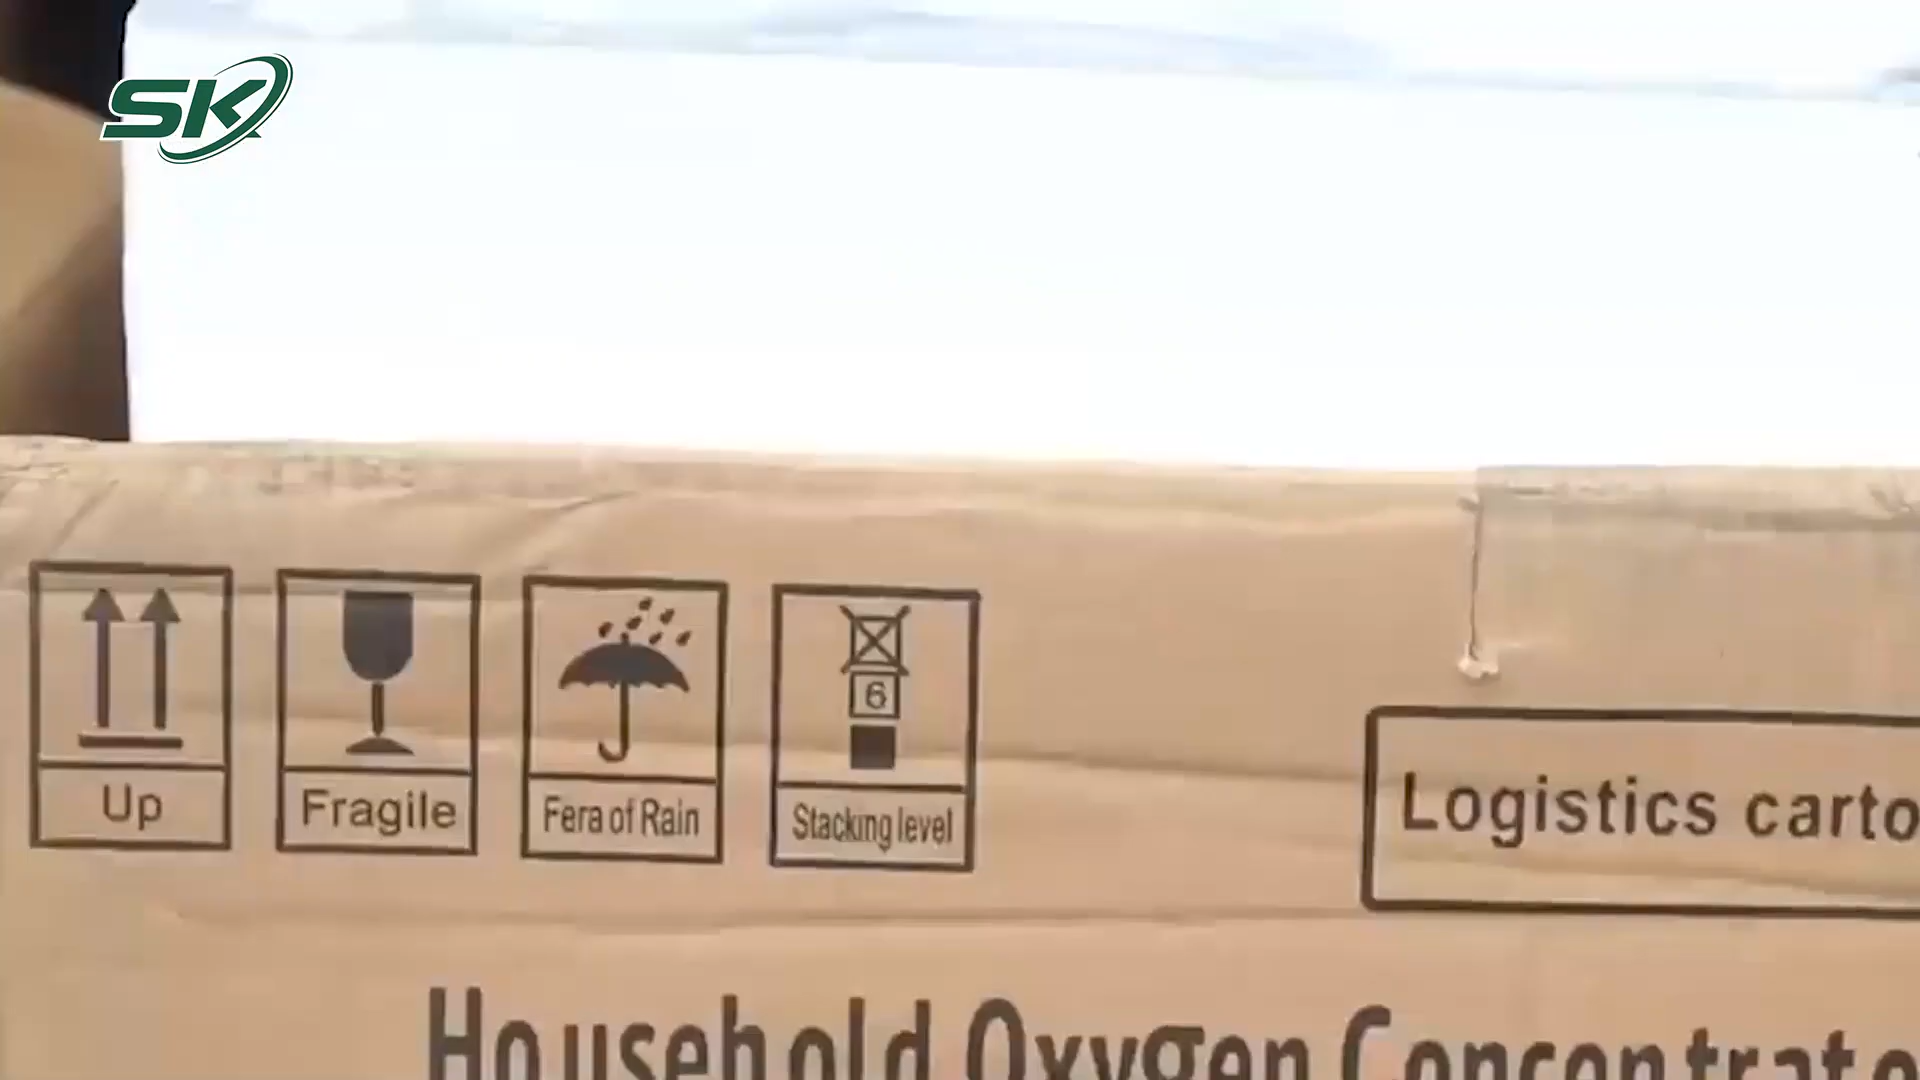 SK
6
Up
Fragile
Fera of Rain
Stacking level
Logistics carto
Household Oxygen Concentrato